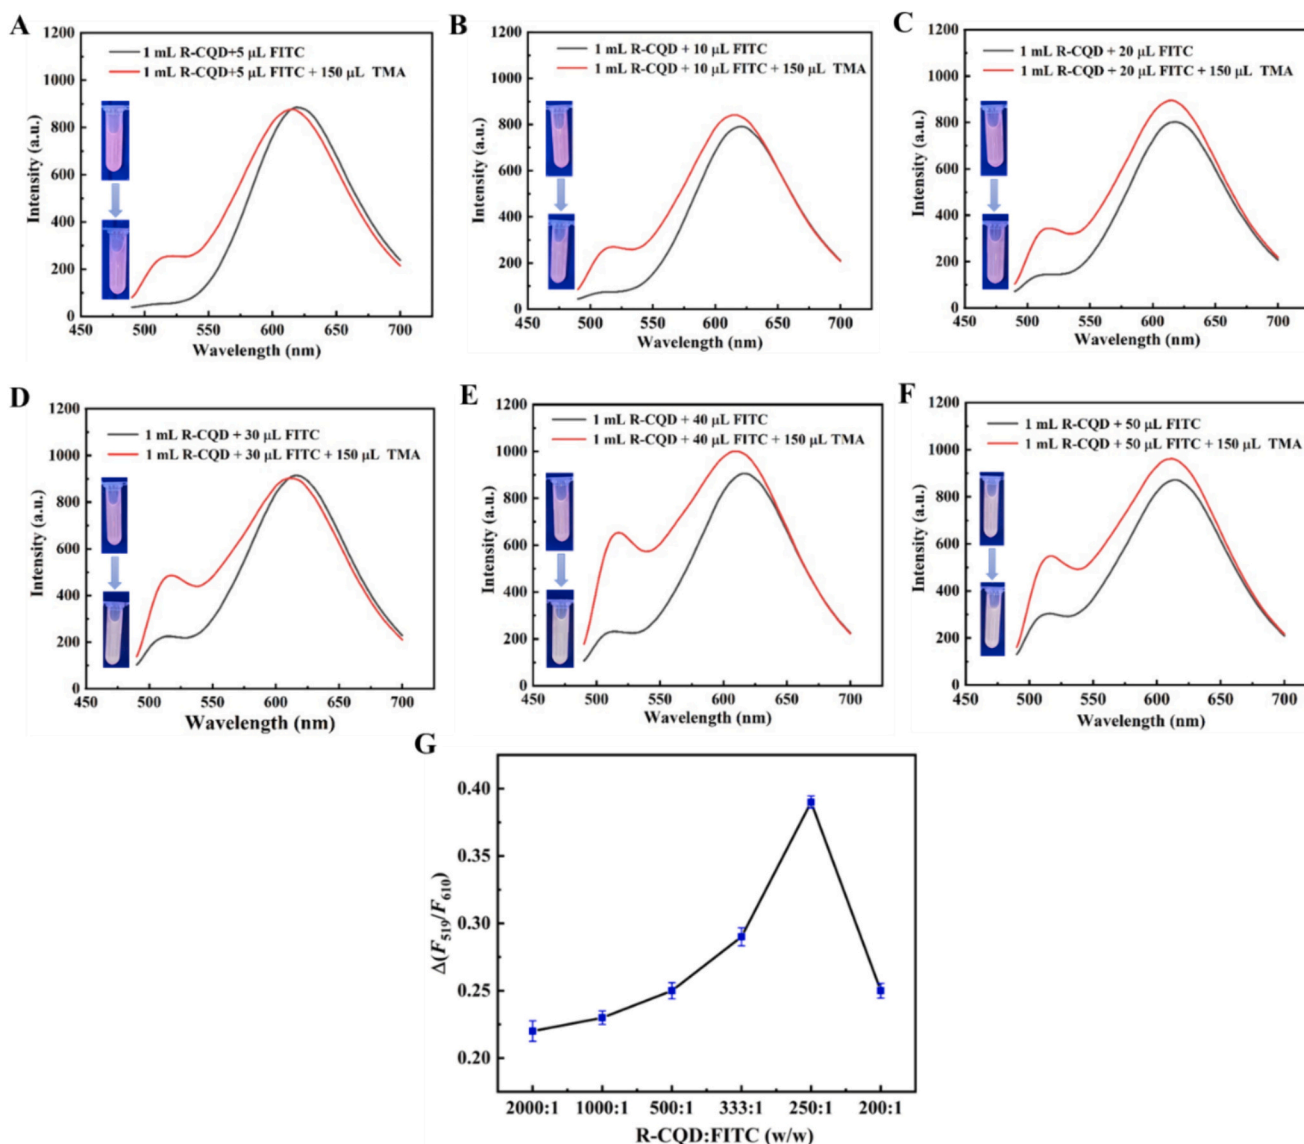 A
1200
1000
800
600
400
200
0
Intensity (a.u.)
1 mL R-CQD+5 μL FITC
1 mL R-CQD+5 μL FITC + 150 μL TMA
450 500 550 600 650 700
Wavelength (nm)
B
1200
1000
800
600
400
200
0
Intensity (a.u.)
1 mL R-CQD + 10 μL FITC
1 mL R-CQD + 10 μL FITC + 150 μL TMA
450 500 550 600 650 700
Wavelength (nm)
C
1200
1000
800
600
400
200
0
Intensity (a.u.)
1 mL R-CQD + 20 μL FITC
1 mL R-CQD + 20 μL FITC + 150 μL TMA
450 500 550 600 650 700
Wavelength (nm)
D
1200
1000
800
600
400
200
0
Intensity (a.u.)
1 mL R-CQD + 30 μL FITC
1 mL R-CQD + 30 μL FITC + 150 μL TMA
450 500 550 600 650 700
Wavelength (nm)
E
1200
1000
800
600
400
200
0
Intensity (a.u.)
1 mL R-CQD + 40 μL FITC
1 mL R-CQD + 40 μL FITC + 150 μL TMA
450 500 550 600 650 700
Wavelength (nm)
F
1200
1000
800
600
400
200
0
Intensity (a.u.)
1 mL R-CQD + 50 μL FITC
1 mL R-CQD + 50 μL FITC + 150 μL TMA
450 500 550 600 650 700
Wavelength (nm)
G
0.40
0.35
0.30
0.25
0.20
Δ(F519/F610)
2000:1 1000:1 500:1 333:1 250:1 200:1
R-CQD:FITC (w/w)